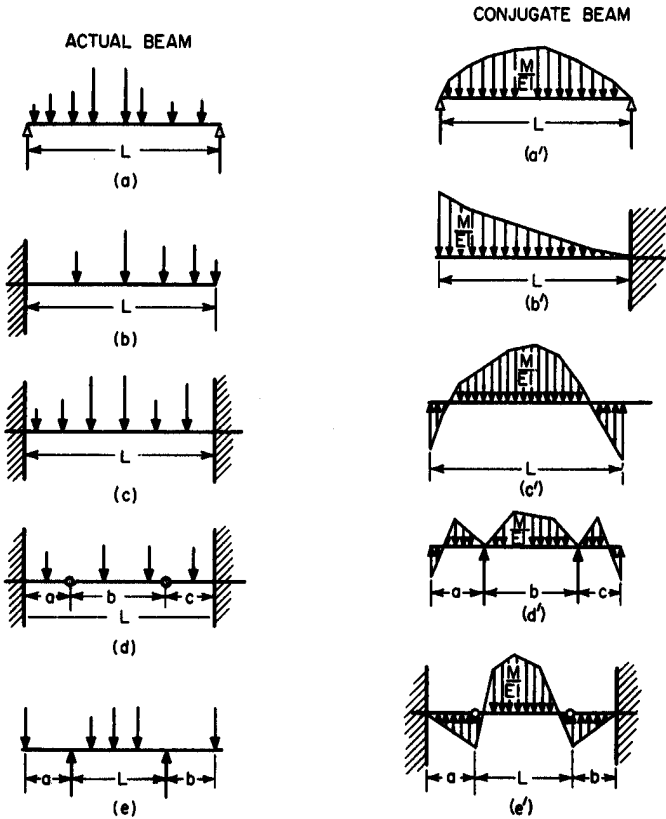 ACTUAL BEAM
CONJUGATE BEAM
L
(a)
M
EI
L
(a')
L
(b)
M
EI
L
(b')
L
(c)
M
EI
L
(c')
a b c
L
(d)
M
EI
a b c
(d')
a L b
(e)
M
EI
a L b
(e')